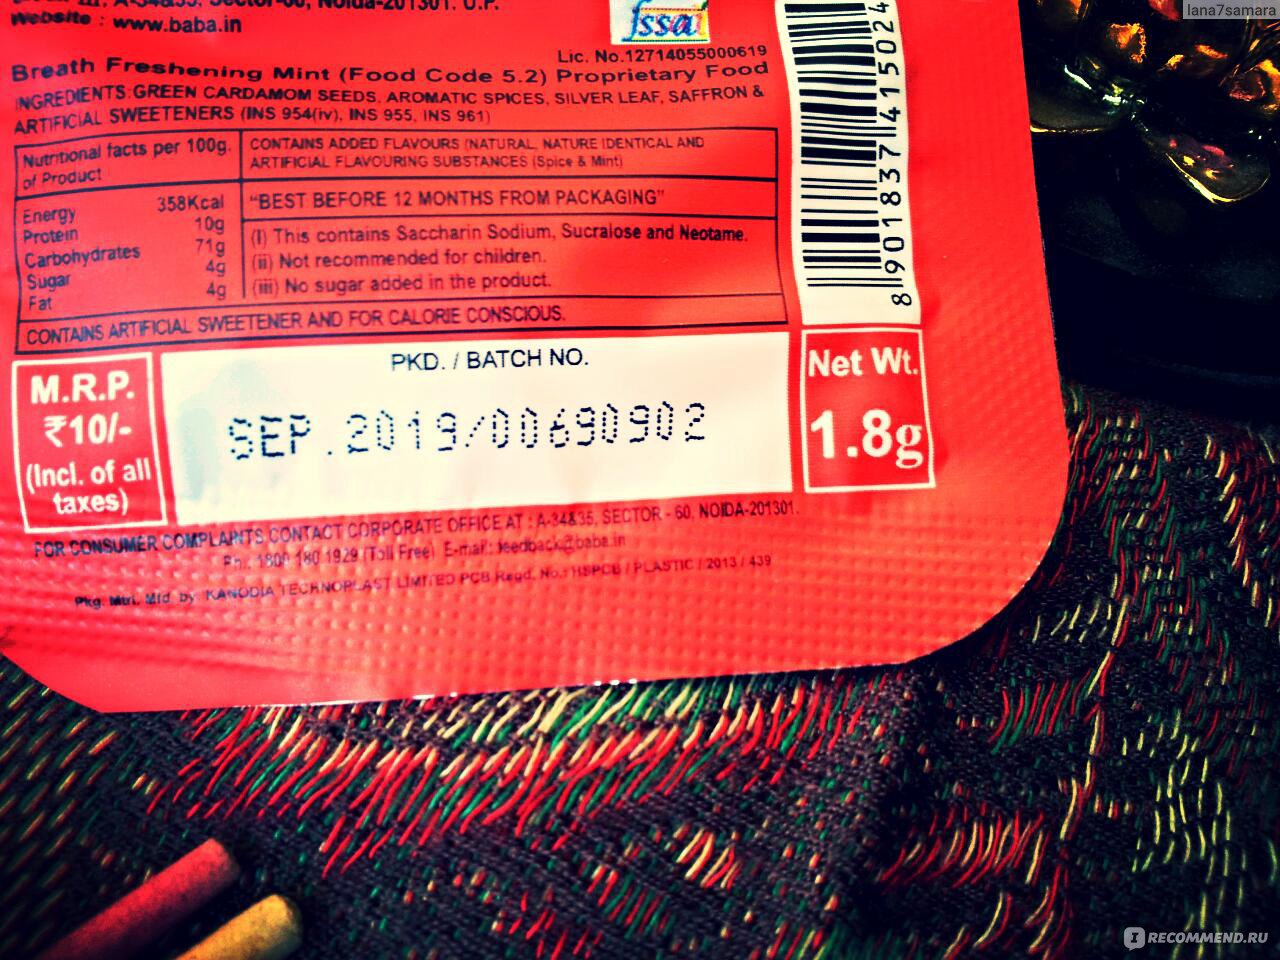 lana7samara
Website : www.baba.in
fssai
Lic. No.12714055000619
Breath Freshening Mint (Food Code 5.2) Proprietary Food
INGREDIENTS: GREEN CARDAMOM SEEDS, AROMATIC SPICES, SILVER LEAF, SAFFRON &
ARTIFICIAL SWEETENERS (INS 954(iv), INS 955, INS 961)
Nutritional facts per 100g.
of Product
CONTAINS ADDED FLAVOURS (NATURAL, NATURE IDENTICAL AND
ARTIFICIAL FLAVOURING SUBSTANCES (Spice & Mint)
Energy 358Kcal
Protein 10g
Carbohydrates 71g
Sugar 4g
Fat 4g
"BEST BEFORE 12 MONTHS FROM PACKAGING"
(I) This contains Saccharin Sodium, Sucralose and Neotame.
(ii) Not recommended for children.
(iii) No sugar added in the product.
CONTAINS ARTIFICIAL SWEETENER AND FOR CALORIE CONSCIOUS.
8 901837 415024
M.R.P.
₹10/-
(Incl. of all
taxes)
PKD. / BATCH NO.
SEP.2019/00690902
Net Wt.
1.8g
FOR CONSUMER COMPLAINTS CONTACT CORPORATE OFFICE AT : A-34&35, SECTOR - 60, NOIDA-201301.
Ph.: 1800 180 1929 (Toll Free) E-mail: feedback@baba.in
Pkg. Mtrl. Mfd. by: KANODIA TECHNOPLAST LIMITED PCB Regd. No.: HSPCB / PLASTIC / 2013 / 439
RECOMMEND.RU